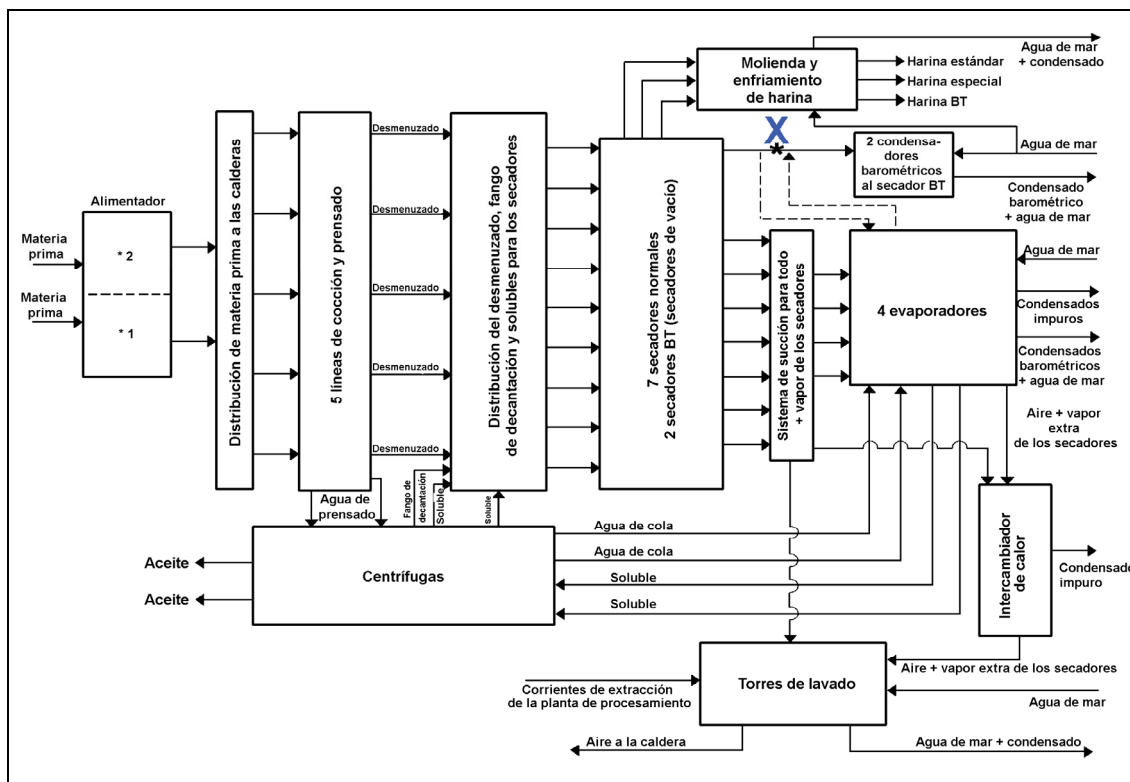 Alimentador
Materia
prima
* 2
Materia
prima
* 1
Distribución de materia prima a las calderas
5 líneas de cocción y prensado
Desmenuzado
Desmenuzado
Desmenuzado
Desmenuzado
Desmenuzado
Distribución del desmenuzado, fango
de decantación y solubles para los secadores
7 secadores normales
2 secadores BT (secadores de vacío)
Molienda y
enfriamiento
de harina
Agua de mar
+ condensado
Harina estándar
Harina especial
Harina BT
X
*
2 condensa-
dores
barométricos
al secador BT
Agua de mar
Condensado
barométrico
+ agua de mar
Sistema de succión para todo
+ vapor de los secadores
4 evaporadores
Agua de mar
Condensados
impuros
Condensados
barométricos
+ agua de mar
Aire + vapor
extra
de los secadores
Agua de
prensado
Fango de
decantación
Soluble
Soluble
Centrífugas
Aceite
Aceite
Agua de cola
Agua de cola
Soluble
Soluble
Intercambiador
de calor
Condensado
impuro
Aire + vapor extra de los secadores
Torres de lavado
Corrientes de extracción
de la planta de procesamiento
Agua de mar
Aire a la caldera
Agua de mar + condensado